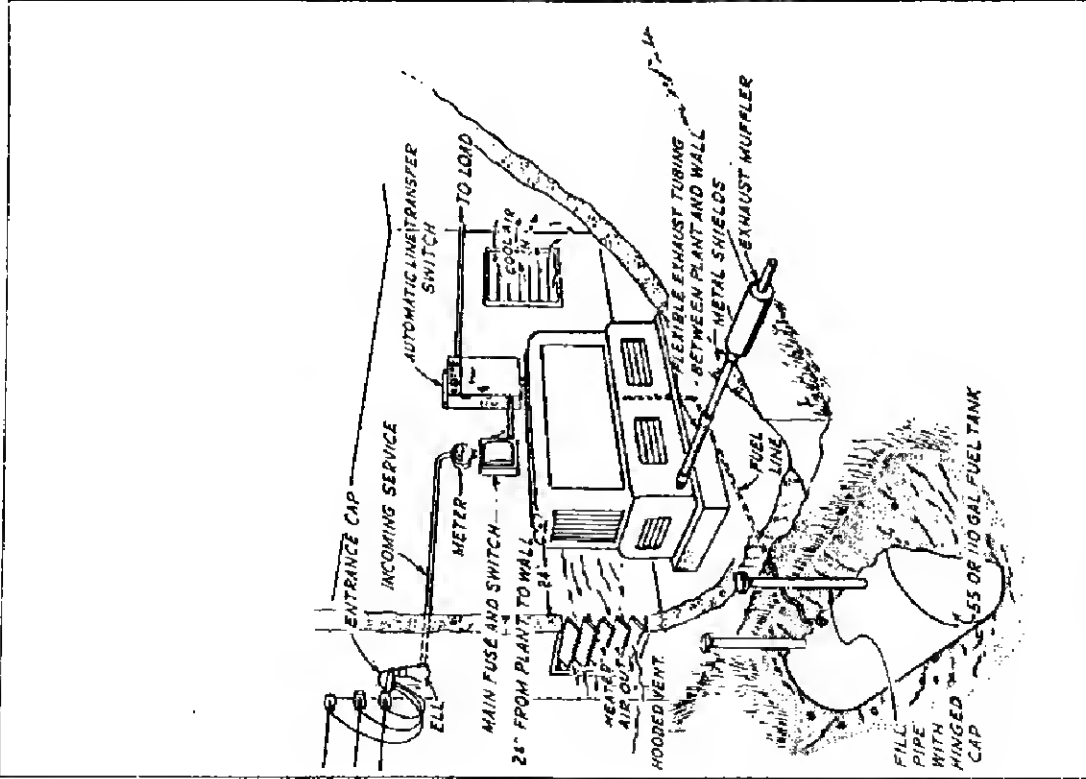 ENTRANCE CAP
INCOMING SERVICE
AUTOMATIC LINE TRANSFER
SWITCH
TO LOAD
METER
ELL
MAIN FUSE AND SWITCH
FROM PLANT TO WALL
COOL AIR
IN
HEATED
AIR OUT
HOODED VENT
FLEXIBLE EXHAUST TUBING
BETWEEN PLANT AND WALL
METAL SHIELDS
EXHAUST MUFFLER
FUEL
LINE
FILL
PIPE
WITH
HINGED
CAP
55 OR 110 GAL FUEL TANK